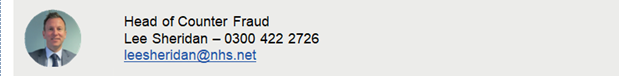 Head of Counter Fraud
Lee Sheridan – 0300 422 2726
leesheridan@nhs.net